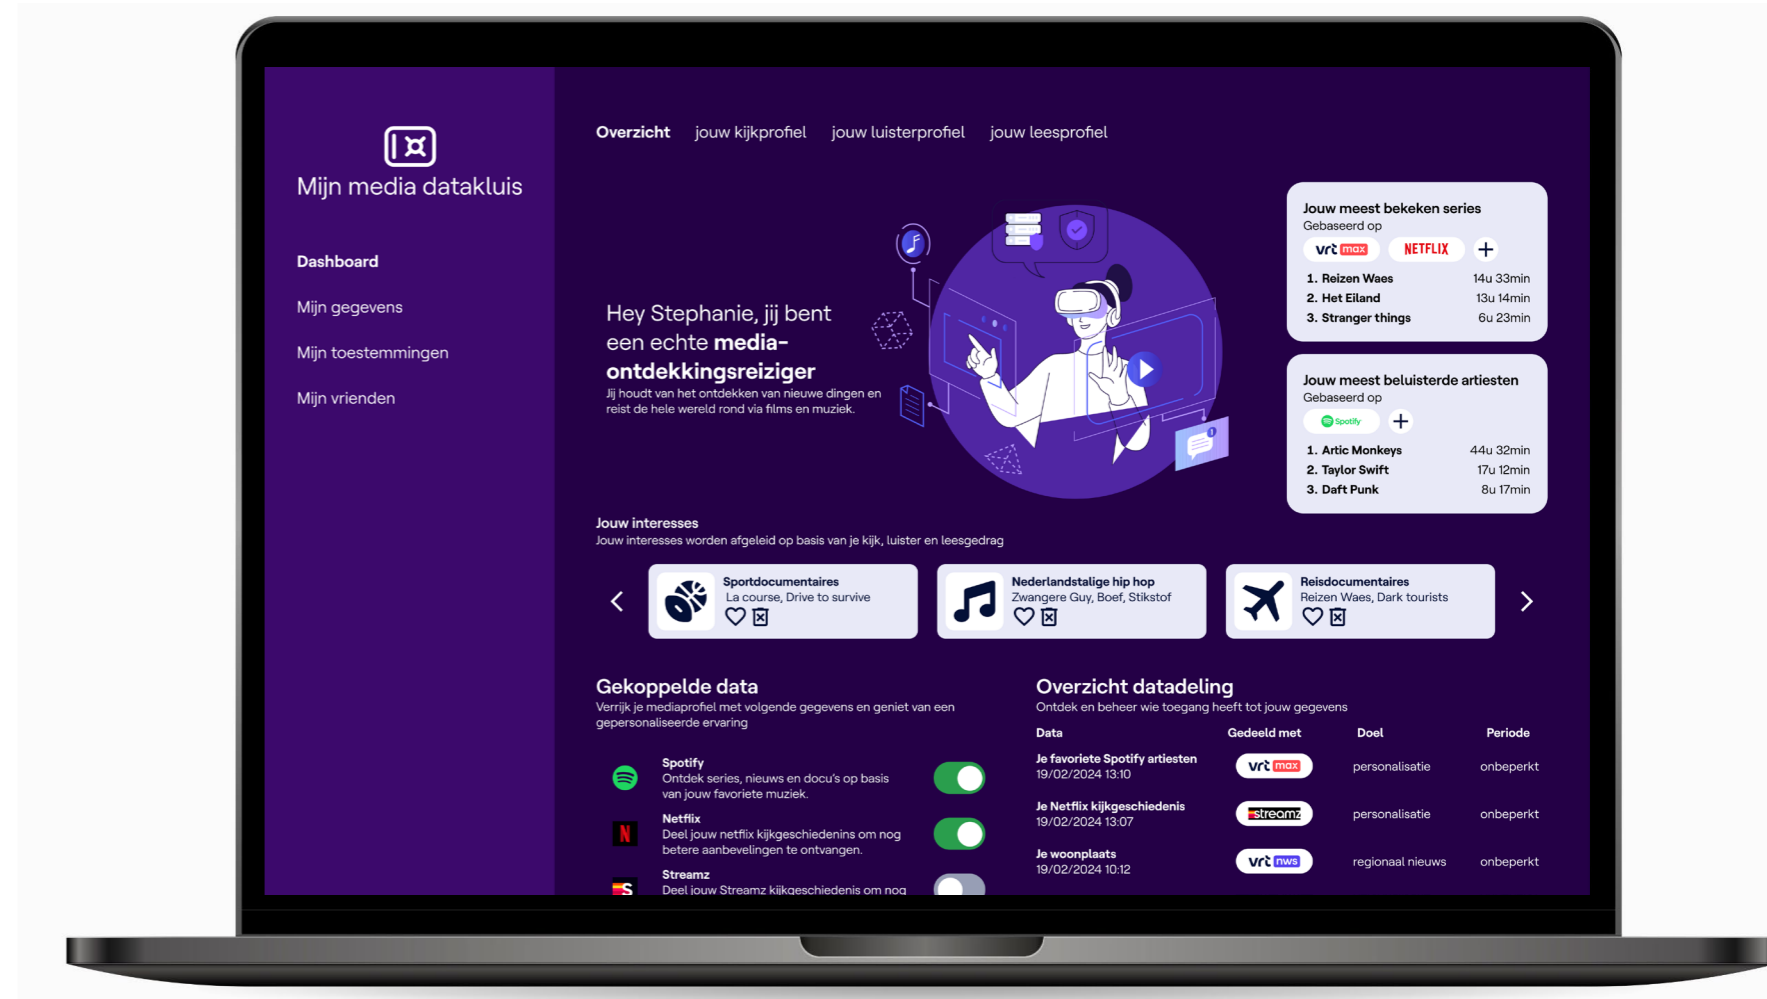 Mijn media datakluis
Dashboard
Mijn gegevens
Mijn toestemmingen
Mijn vrienden
Overzicht jouw kijkprofiel jouw luisterprofiel jouw leesprofiel
Hey Stephanie, jij bent
een echte media-
ontdekkingsreiziger
Jij houdt van het ontdekken van nieuwe dingen en
reist de hele wereld rond via films en muziek.
Jouw meest bekeken series
Gebaseerd op
vrt max NETFLIX +
1. Reizen Waes 14u 33min
2. Het Eiland 13u 14min
3. Stranger things 6u 23min
Jouw meest beluisterde artiesten
Gebaseerd op
Spotify +
1. Artic Monkeys 44u 32min
2. Taylor Swift 17u 12min
3. Daft Punk 8u 17min
Jouw interesses
Jouw interesses worden afgeleid op basis van je kijk, luister en leesgedrag
Sportdocumentaires
La course, Drive to survive
Nederlandstalige hip hop
Zwangere Guy, Boef, Stikstof
Reisdocumentaires
Reizen Waes, Dark tourists
Gekoppelde data
Verrijk je mediaprofiel met volgende gegevens en geniet van een
gepersonaliseerde ervaring
Spotify
Ontdek series, nieuws en docu's op basis
van jouw favoriete muziek.
N
Netflix
Deel jouw netflix kijkgeschiedenins om nog
betere aanbevelingen te ontvangen.
S
Streamz
Deel jouw Streamz kijkgeschiedenis om nog
Overzicht datadeling
Ontdek en beheer wie toegang heeft tot jouw gegevens
Data Gedeeld met Doel Periode
Je favoriete Spotify artiesten
19/02/2024 13:10
vrt max personalisatie onbeperkt
Je Netflix kijkgeschiedenis
19/02/2024 13:07
streamz personalisatie onbeperkt
Je woonplaats
19/02/2024 10:12
vrt nws regionaal nieuws onbeperkt